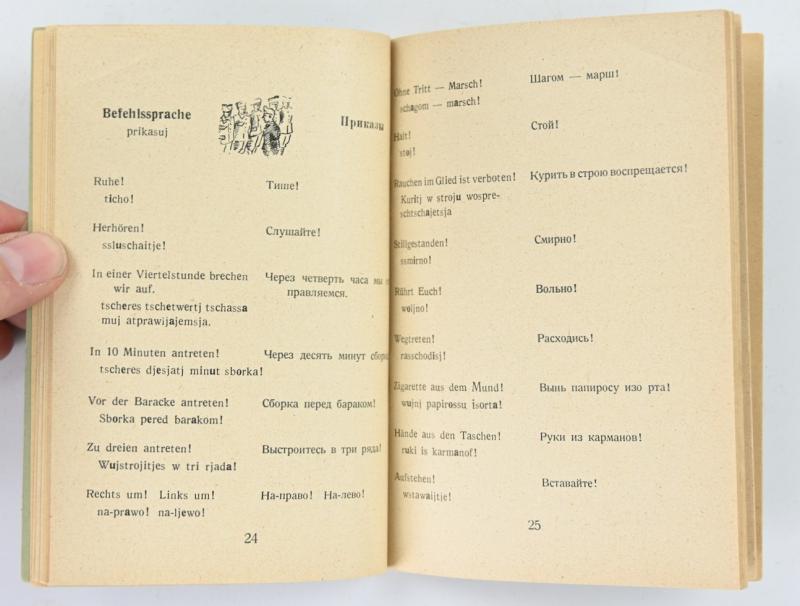 Befehlssprache
prikasuj
Приказы
Ruhe! Тише!
ticho!
Herhören! Слушайте!
ssluschaitje!
In einer Viertelstunde brechen Через четверть часа мы
wir auf. правляемся.
tscheres tschetwertj tschassa
muj atprawijajemsja.
In 10 Minuten antreten! Через десять минут сборка
tscheres djesjatj minut sborka!
Vor der Baracke antreten! Сборка перед бараком!
Sborka pered barakom!
Zu dreien antreten! Выстроитесь в три ряда!
Wujstrojitjes w tri rjada!
Rechts um! Links um! На-право! На-лево!
na-prawo! na-ljewo!
24
Ohne Tritt — Marsch! Шагом — марш!
schagom — marsch!
Halt! Стой!
stoj!
Rauchen im Glied ist verboten! Курить в строю воспрещается!
Kuritj w stroju wospre-
schtschajetsja
Stillgestanden! Смирно!
ssmirno!
Rührt Euch! Вольно!
woljno!
Wegtreten! Расходись!
rasschodisj!
Zigarette aus dem Mund! Вынь папиросу изо рта!
wujnj papirossu isorta!
Hände aus den Taschen! Руки из карманов!
ruki is karmanof!
Aufstehen! Вставайте!
wstawaijtje!
25